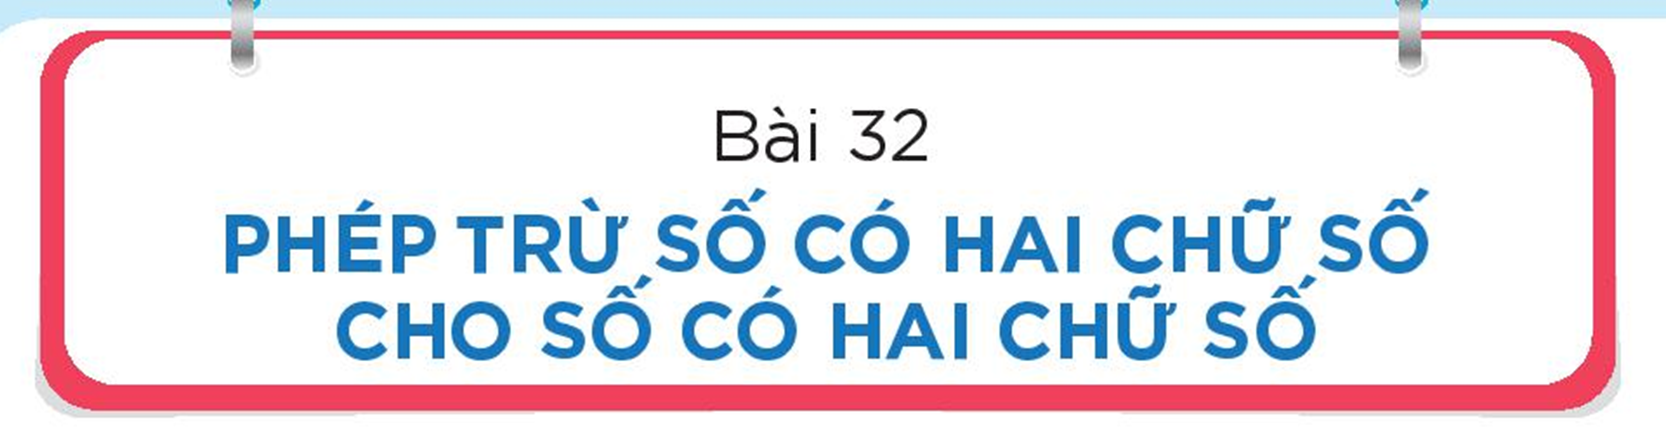 Bài 32
PHÉP TRỪ SỐ CÓ HAI CHỮ SỐ
CHO SỐ CÓ HAI CHỮ SỐ